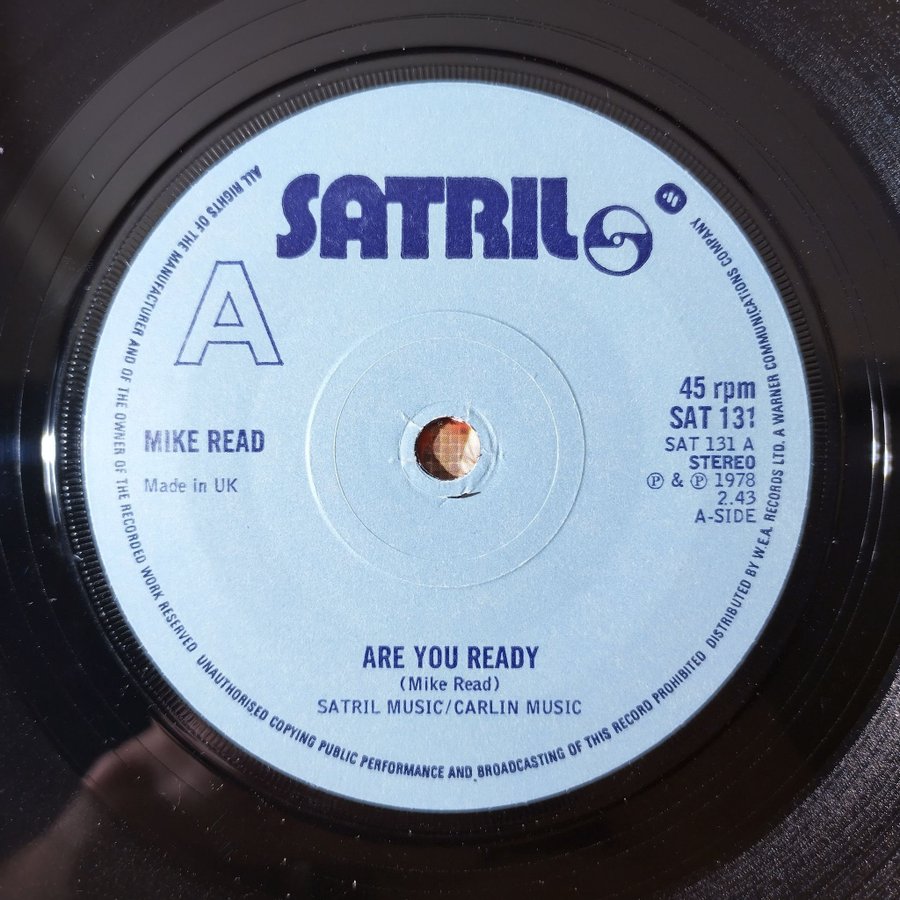 SATRIL
A
45 rpm
SAT 131
SAT 131 A
STEREO
Ⓟ & Ⓟ 1978
2.43
A-SIDE
MIKE READ
Made in UK
ARE YOU READY
(Mike Read)
SATRIL MUSIC/CARLIN MUSIC
ALL RIGHTS OF THE MANUFACTURER AND OF THE OWNER OF THE RECORDED WORK RESERVED UNAUTHORISED COPYING PUBLIC PERFORMANCE AND BROADCASTING OF THIS RECORD PROHIBITED DISTRIBUTED BY W.E.A. RECORDS LTD. A WARNER COMMUNICATIONS COMPANY